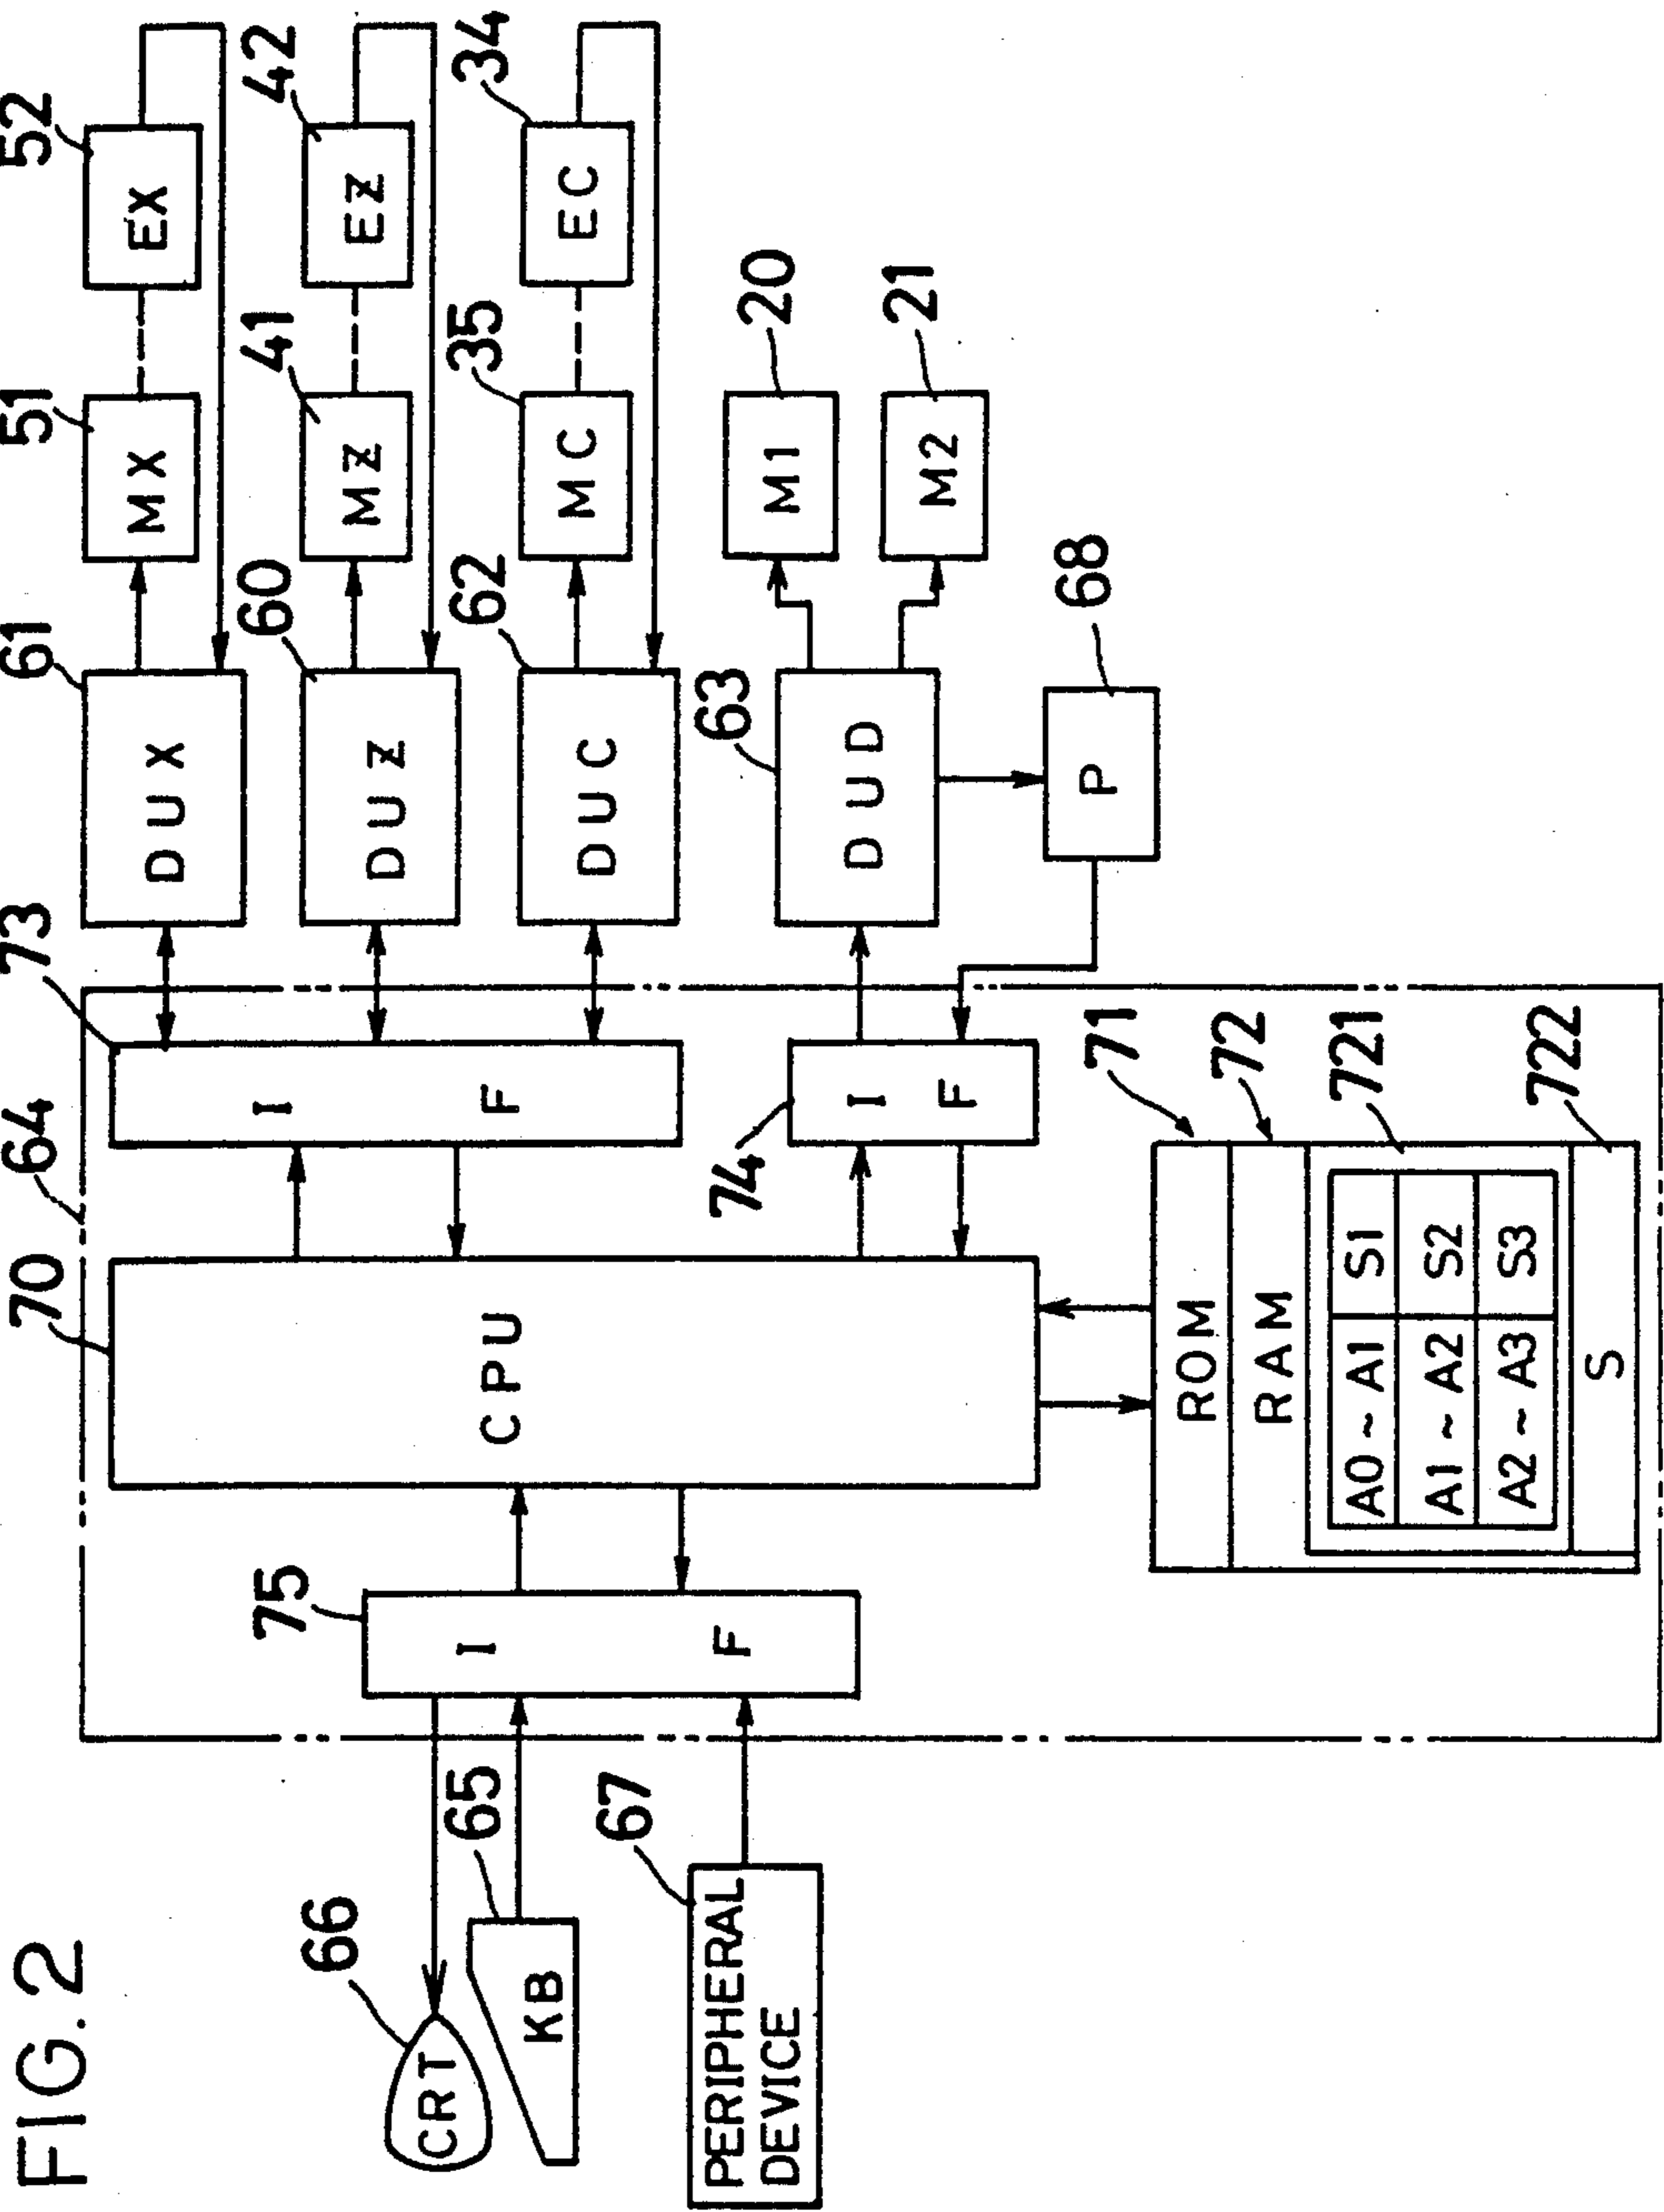 FIG. 2
64
70
73
61
51
52
DUX
MX
EX
60
41
42
DUZ
MZ
EZ
62
35
34
DUC
MC
EC
I F
CPU
75
I F
66
CRT
65
KB
67
PERIPHERAL
DEVICE
74
I F
63
DUD
20
M1
21
M2
68
P
71
ROM
72
RAM
721
A0~A1 S1
A1~A2 S2
A2~A3 S3
722
S